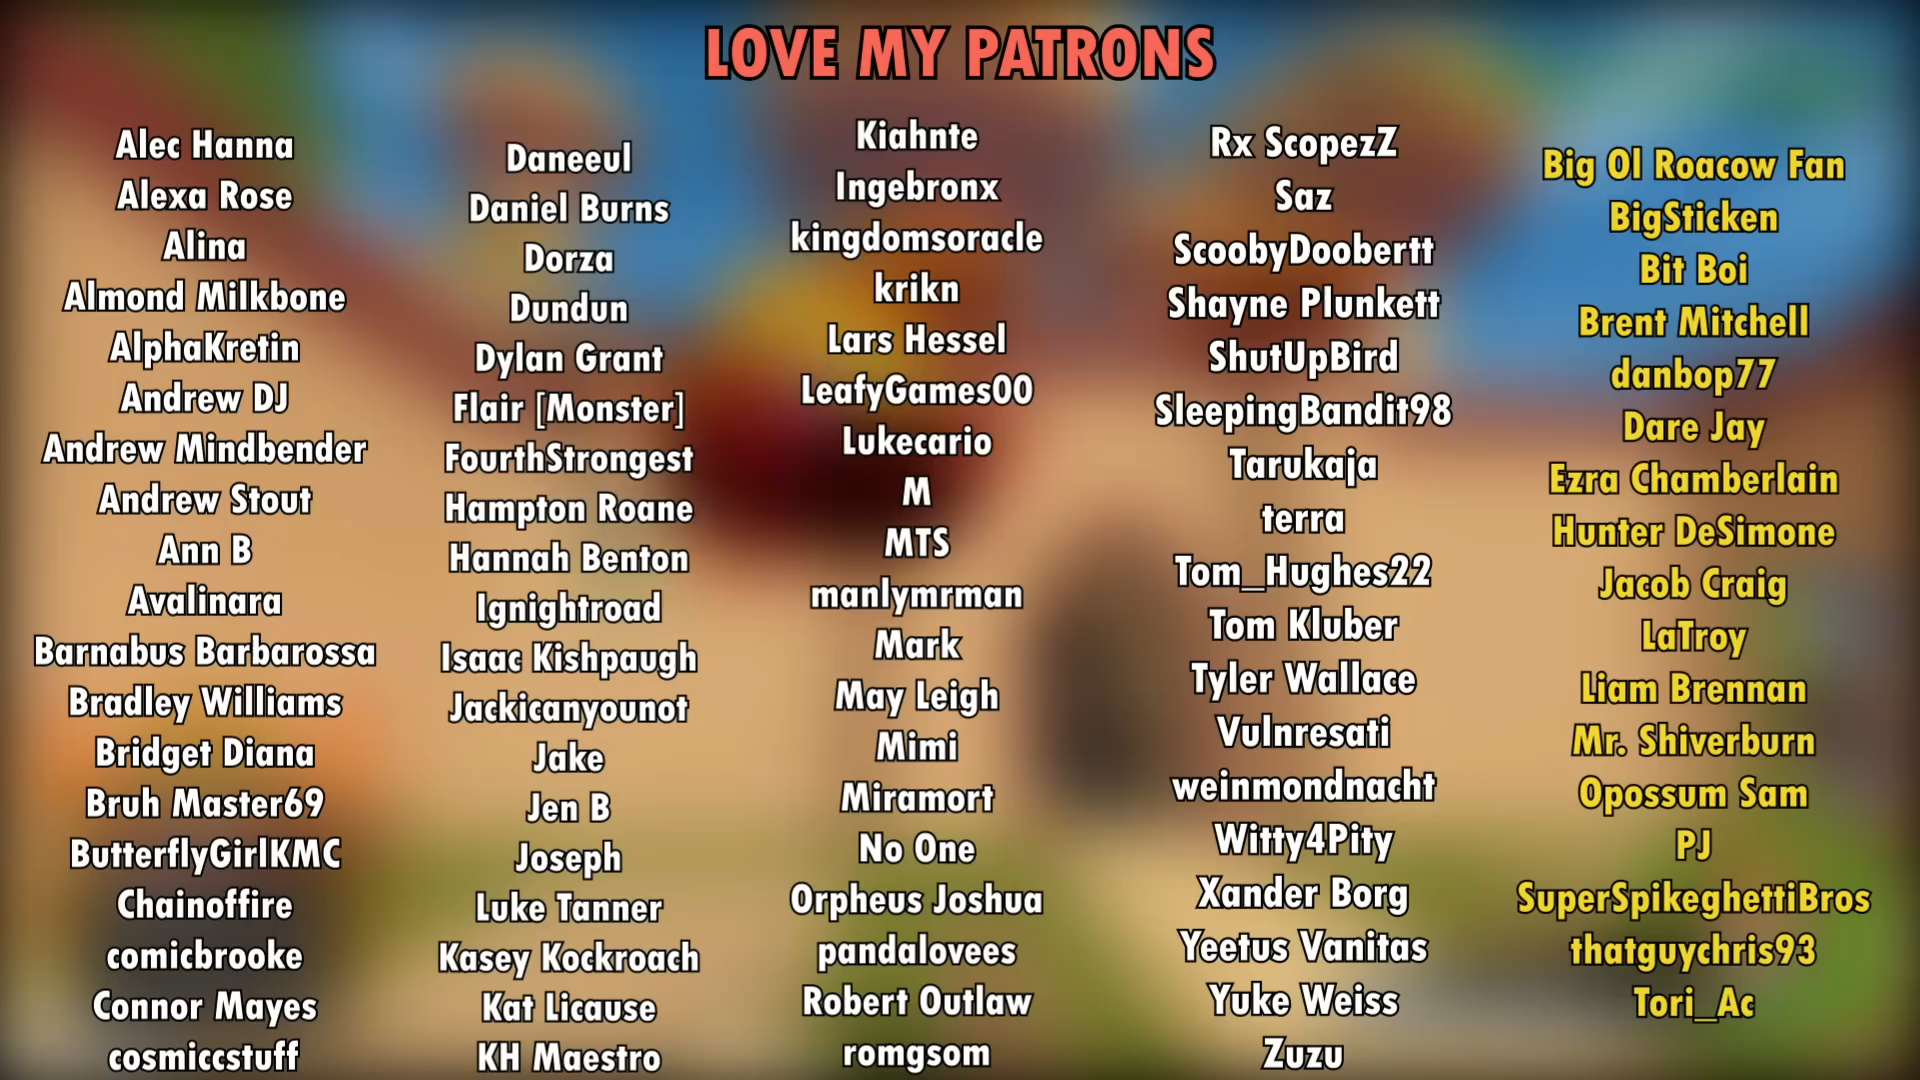 LOVE MY PATRONS
Alec Hanna
Alexa Rose
Alina
Almond Milkbone
AlphaKretin
Andrew DJ
Andrew Mindbender
Andrew Stout
Ann B
Avalinara
Barnabus Barbarossa
Bradley Williams
Bridget Diana
Bruh Master69
ButterflyGirlKMC
Chainoffire
comicbrooke
Connor Mayes
cosmiccstuff
Daneeul
Daniel Burns
Dorza
Dundun
Dylan Grant
Flair [Monster]
FourthStrongest
Hampton Roane
Hannah Benton
Ignightroad
Isaac Kishpaugh
Jackicanyounot
Jake
Jen B
Joseph
Luke Tanner
Kasey Kockroach
Kat Licause
KH Maestro
Kiahnte
Ingebronx
kingdomsoracle
krikn
Lars Hessel
LeafyGames00
Lukecario
M
MTS
manlymrman
Mark
May Leigh
Mimi
Miramort
No One
Orpheus Joshua
pandalovees
Robert Outlaw
romgsom
Rx ScopezZ
Saz
ScoobyDoobertt
Shayne Plunkett
ShutUpBird
SleepingBandit98
Tarukaja
terra
Tom_Hughes22
Tom Kluber
Tyler Wallace
Vulnresati
weinmondnacht
Witty4Pity
Xander Borg
Yeetus Vanitas
Yuke Weiss
Zuzu
Big Ol Roacow Fan
BigSticken
Bit Boi
Brent Mitchell
danbop77
Dare Jay
Ezra Chamberlain
Hunter DeSimone
Jacob Craig
LaTroy
Liam Brennan
Mr. Shiverburn
Opossum Sam
PJ
SuperSpikeghettiBros
thatguychris93
Tori_Ac